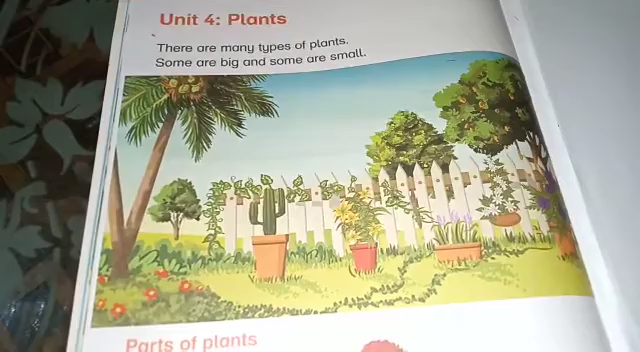 Unit 4: Plants
There are many types of plants.
Some are big and some are small.
Parts of plants